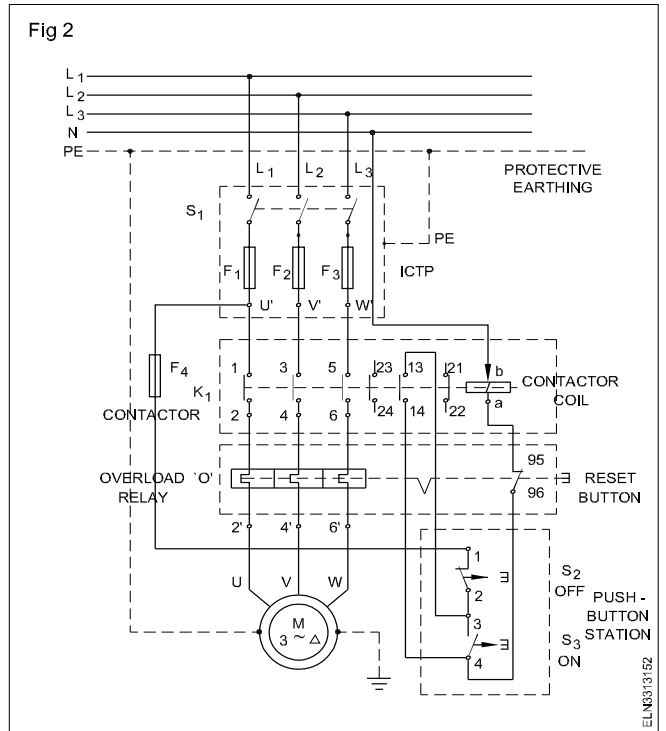 Fig 2
L1
L2
L3
N
PE
L1 L2 L3
PROTECTIVE
EARTHING
S1
PE
F1 F2 F3
ICTP
U' V' W'
F4
1 3 5 23 13 21 b
K1
CONTACTOR
COIL
a
CONTACTOR
2 4 6 24 14 22
95
OVERLOAD 'O'
RELAY
RESET
BUTTON
96
2' 4' 6'
1
U V W
S2
OFF
2
PUSH -
BUTTON
STATION
3
M
3 ~ △
S3
ON
4
ELN3313152